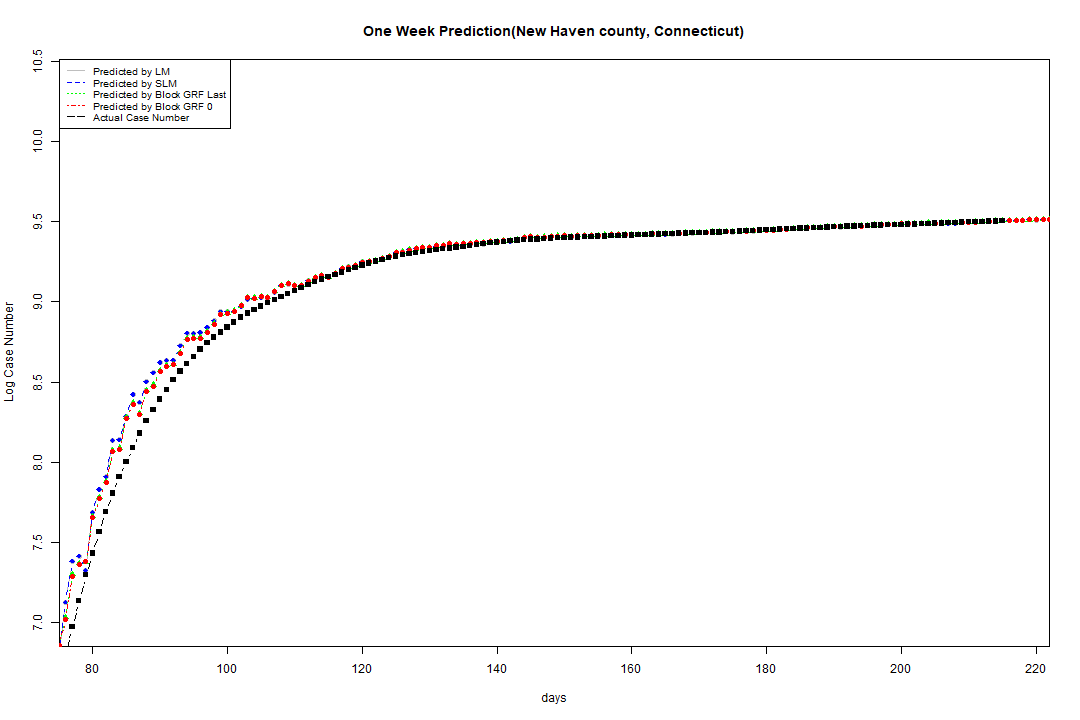 One Week Prediction(New Haven county, Connecticut)
Predicted by LM
Predicted by SLM
Predicted by Block GRF Last
Predicted by Block GRF 0
Actual Case Number
10.5
10.0
9.5
9.0
8.5
8.0
7.5
7.0
Log Case Number
80 100 120 140 160 180 200 220
days